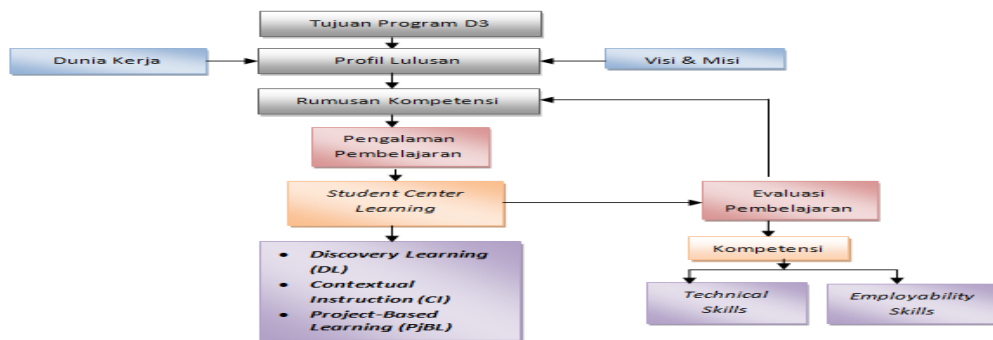 Tujuan Program D3
Dunia Kerja
Profil Lulusan
Visi & Misi
Rumusan Kompetensi
Pengalaman
Pembelajaran
Student Center
Learning
Evaluasi
Pembelajaran
• Discovery Learning
(DL)
• Contextual
Instruction (CI)
• Project-Based
Learning (PjBL)
Kompetensi
Technical
Skills
Employability
Skills